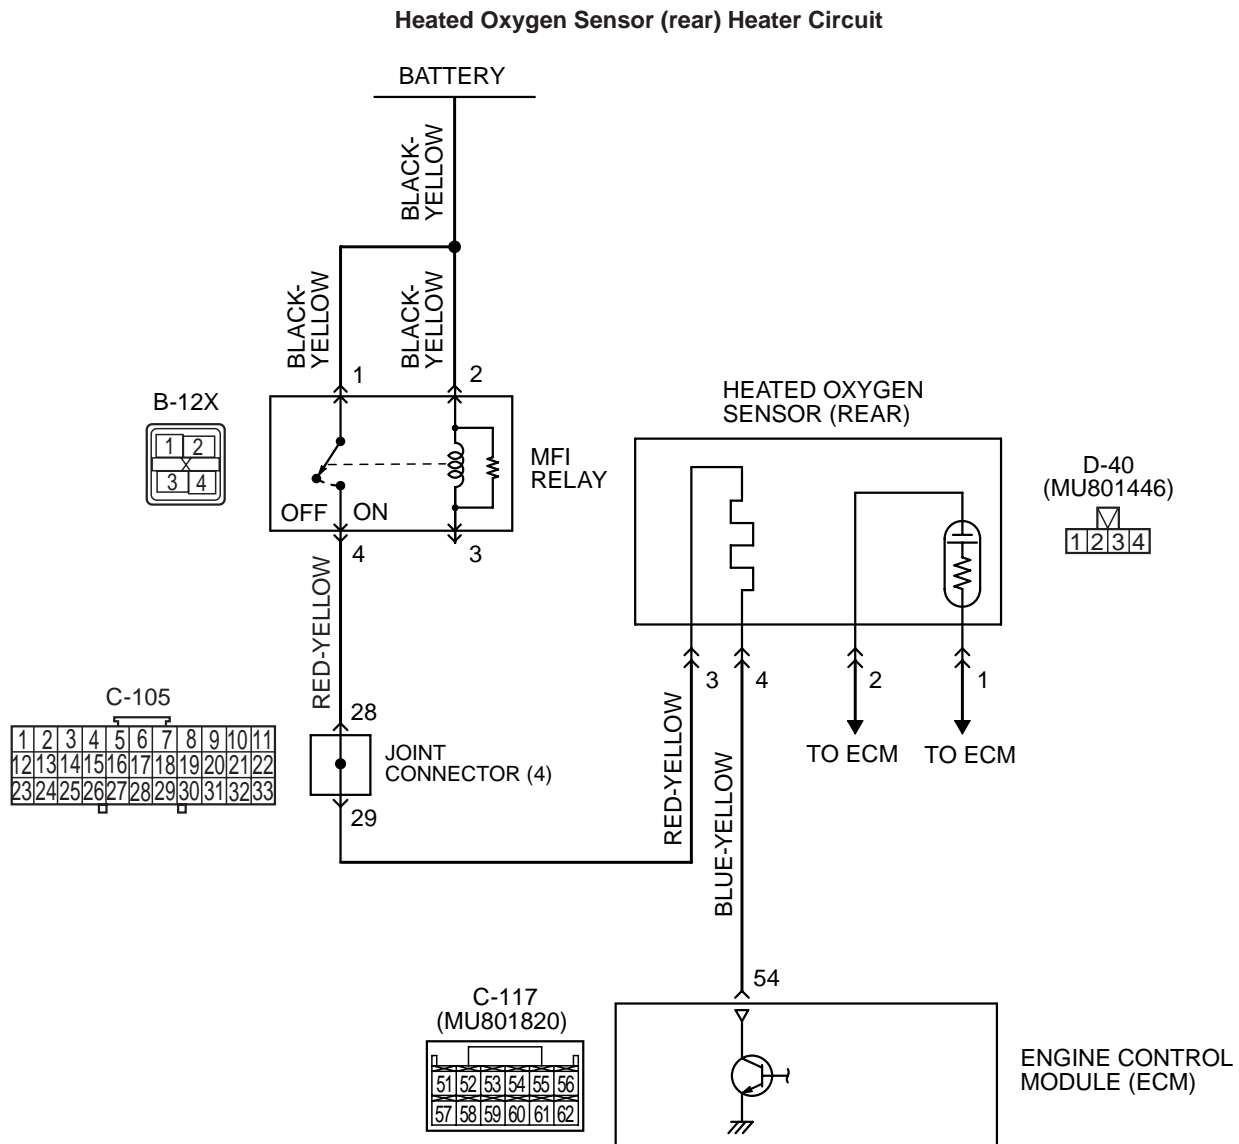 Heated Oxygen Sensor (rear) Heater Circuit
BATTERY
BLACK-
YELLOW
BLACK-
YELLOW
BLACK-
YELLOW
1
2
B-12X
1 2
3 4
OFF ON
MFI
RELAY
4
3
HEATED OXYGEN
SENSOR (REAR)
D-40
(MU801446)
1 2 3 4
3
4
2
1
TO ECM
TO ECM
RED-YELLOW
C-105
1 2 3 4 5 6 7 8 9 10 11
12 13 14 15 16 17 18 19 20 21 22
23 24 25 26 27 28 29 30 31 32 33
28
JOINT
CONNECTOR (4)
29
RED-YELLOW
BLUE-YELLOW
54
C-117
(MU801820)
51 52 53 54 55 56
57 58 59 60 61 62
ENGINE CONTROL
MODULE (ECM)